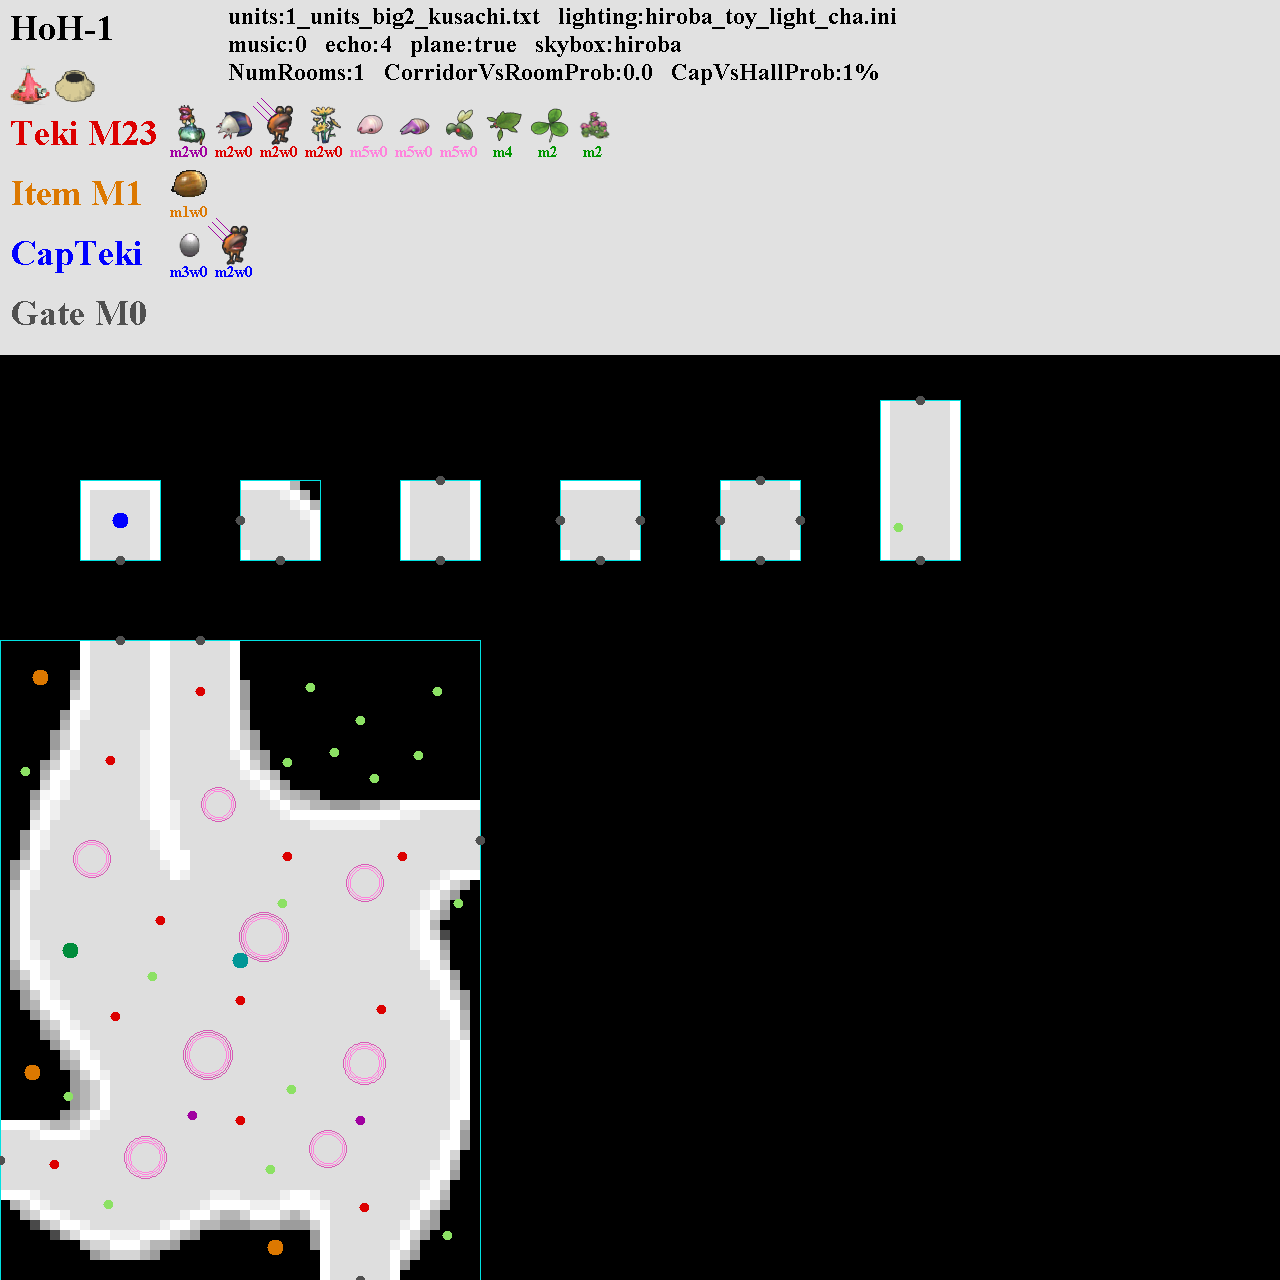 HoH-1
units:1_units_big2_kusachi.txt lighting:hiroba_toy_light_cha.ini
music:0 echo:4 plane:true skybox:hiroba
NumRooms:1 CorridorVsRoomProb:0.0 CapVsHallProb:1%
Teki M23
m2w0 m2w0 m2w0 m2w0 m5w0 m5w0 m5w0 m4 m2 m2
Item M1
m1w0
CapTeki
m3w0 m2w0
Gate M0